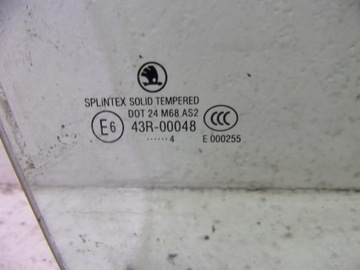 SPLINTEX SOLID TEMPERED
DOT 24 M68 AS2
E6 43R-00048 CCC
······4 E 000255